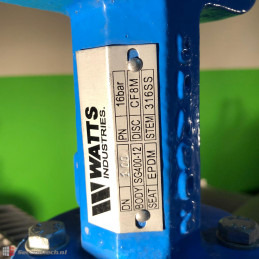 WATTS
INDUSTRIES.
DN
PN 16bar
BODY SG400-12 DISC CF8M
SEAT EPDM STEM 316SS